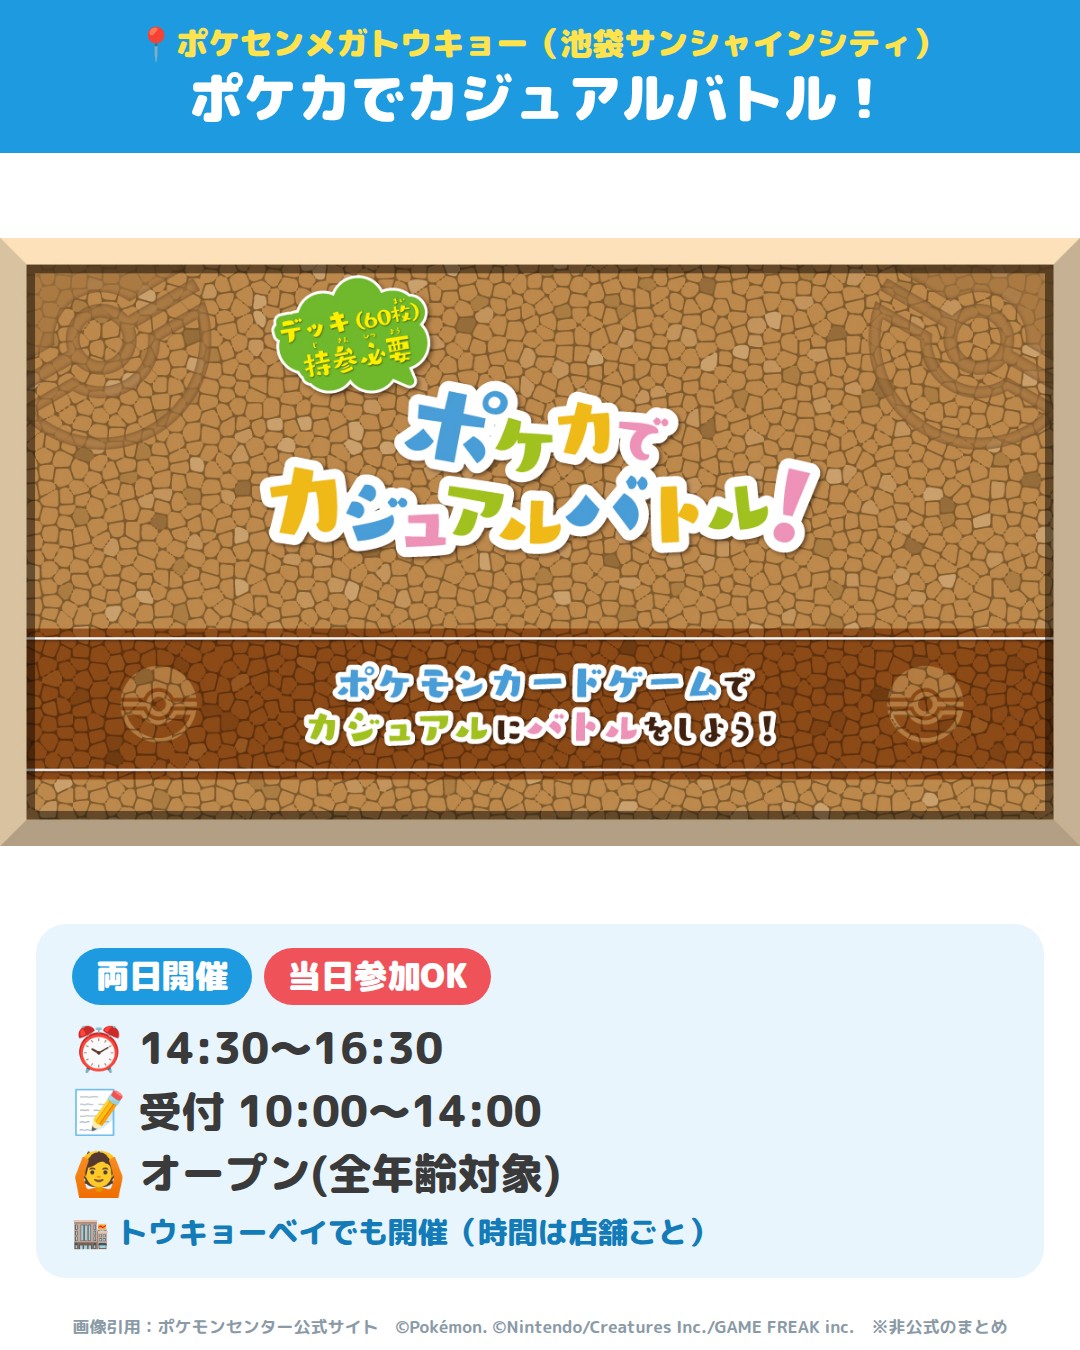 📍ポケセンメガトウキョー（池袋サンシャインシティ）
ポケカでカジュアルバトル！
デッキ(60枚)
持参必要
ポケカで
カジュアルバトル!
ポケモンカードゲームで
カジュアルにバトルをしよう!
両日開催 当日参加OK
⏰ 14:30〜16:30
📝 受付 10:00〜14:00
🙆 オープン(全年齢対象)
🏬 トウキョーベイでも開催（時間は店舗ごと）
画像引用：ポケモンセンター公式サイト　©Pokémon. ©Nintendo/Creatures Inc./GAME FREAK inc.　※非公式のまとめ